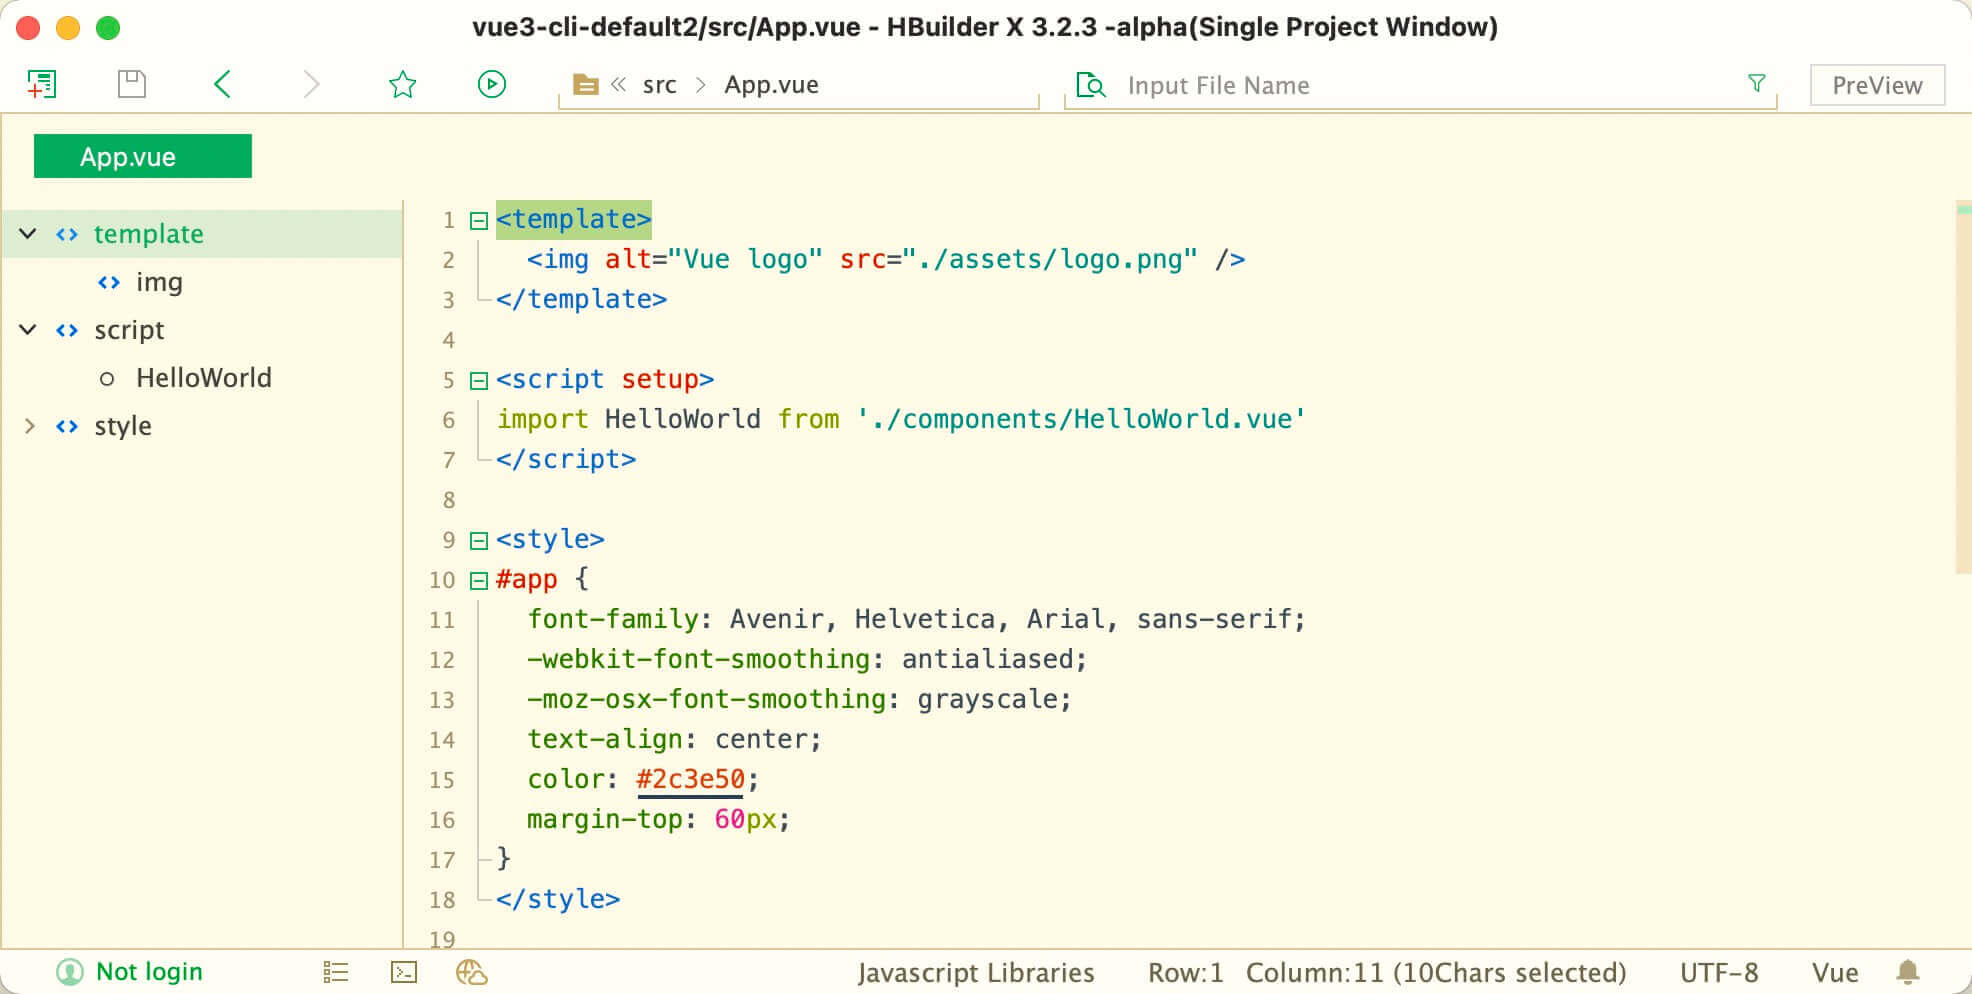 vue3-cli-default2/src/App.vue - HBuilder X 3.2.3 -alpha(Single Project Window)
src App.vue
Input File Name
PreView
App.vue
template
img
script
HelloWorld
style
1 <template>
2   <img alt="Vue logo" src="./assets/logo.png" />
3 </template>
4
5 <script setup>
6 import HelloWorld from './components/HelloWorld.vue'
7 </script>
8
9 <style>
10 #app {
11   font-family: Avenir, Helvetica, Arial, sans-serif;
12   -webkit-font-smoothing: antialiased;
13   -moz-osx-font-smoothing: grayscale;
14   text-align: center;
15   color: #2c3e50;
16   margin-top: 60px;
17 }
18 </style>
19
Not login
Javascript Libraries
Row:1 Column:11 (10Chars selected)
UTF-8
Vue